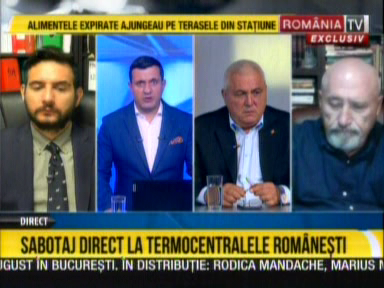 ALIMENTELE EXPIRATE AJUNGEAU PE TERASELE DIN STAȚIUNE
ROMÂNIA TV
EXCLUSIV
DIRECT
SABOTAJ DIRECT LA TERMOCENTRALELE ROMÂNEȘTI
UGUST ÎN BUCUREȘTI. ÎN DISTRIBUȚIE: RODICA MANDACHE, MARIUS